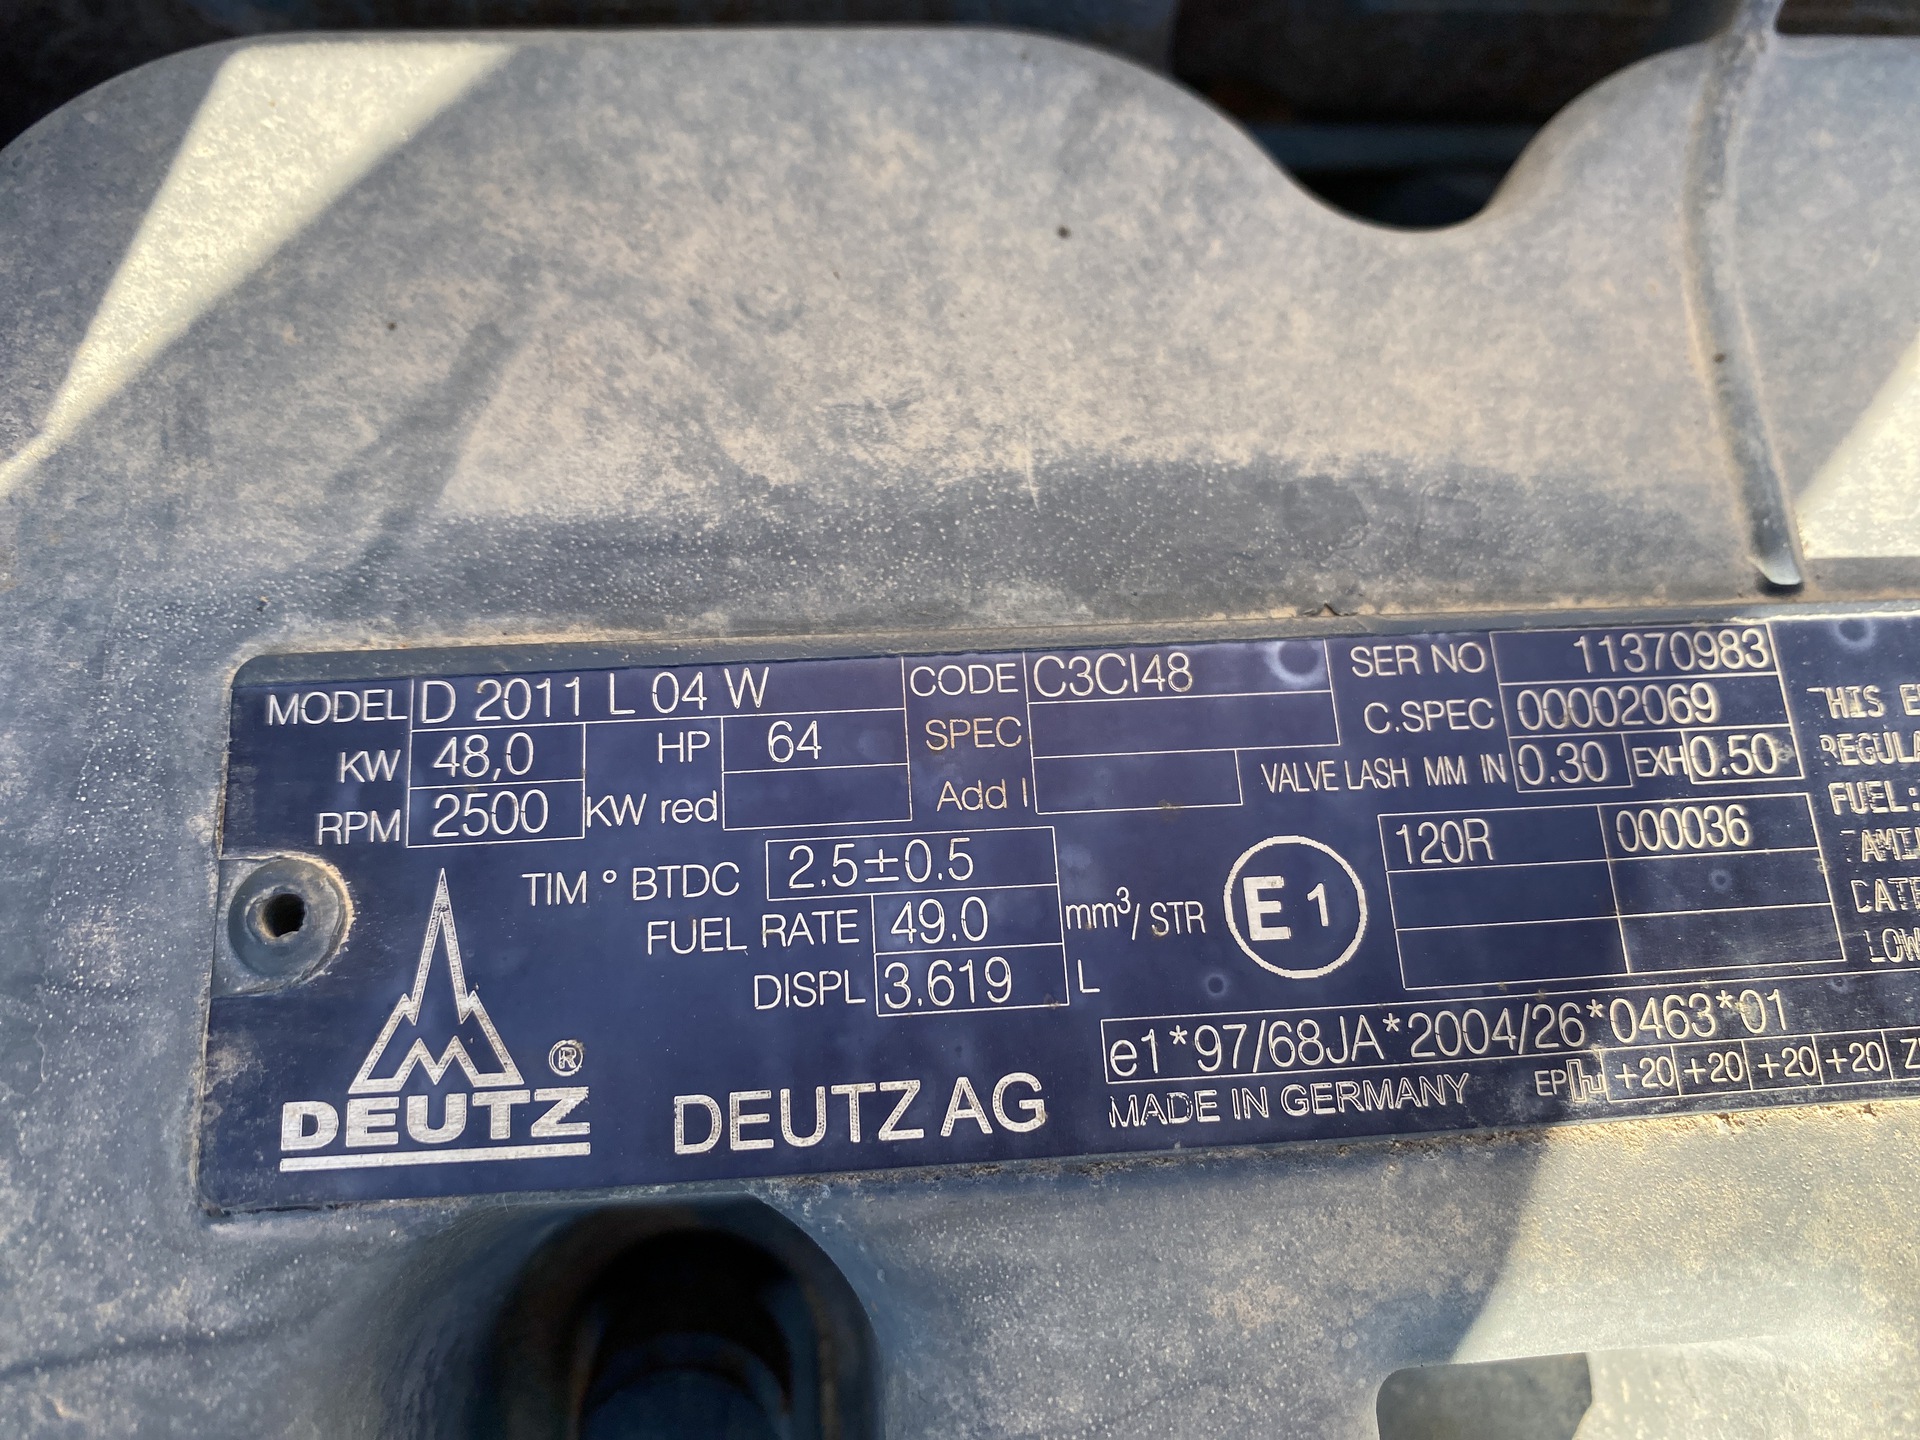 MODEL D 2011 L 04 W CODE C3CI48 SER NO 11370983
KW 48,0 HP 64 SPEC C.SPEC 00002069
RPM 2500 KW red Add I VALVE LASH MM IN 0.30 EXH 0.50
TIM ° BTDC 2.5±0.5
FUEL RATE 49.0 mm³/STR
DISPL 3.619 L
E1
120R 000036
e1*97/68JA*2004/26*0463*01
MADE IN GERMANY EP +20 +20 +20 +20
DEUTZ ®
DEUTZ AG
THIS
FUEL: